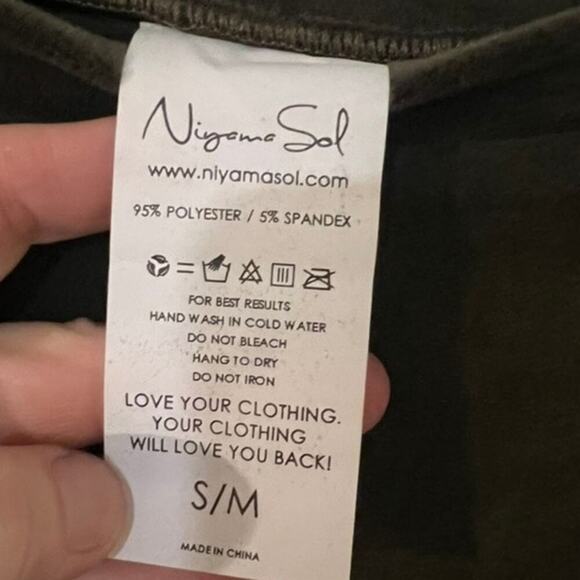 Niyama Sol
www.niyamasol.com
95% POLYESTER / 5% SPANDEX
FOR BEST RESULTS
HAND WASH IN COLD WATER
DO NOT BLEACH
HANG TO DRY
DO NOT IRON
LOVE YOUR CLOTHING.
YOUR CLOTHING
WILL LOVE YOU BACK!
S/M
MADE IN CHINA